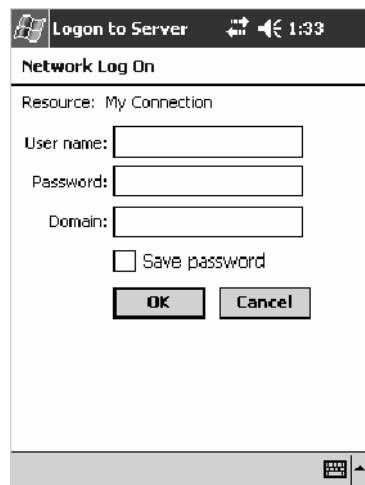 Logon to Server 1:33
Network Log On
Resource: My Connection
User name:
Password:
Domain:
Save password
OK Cancel